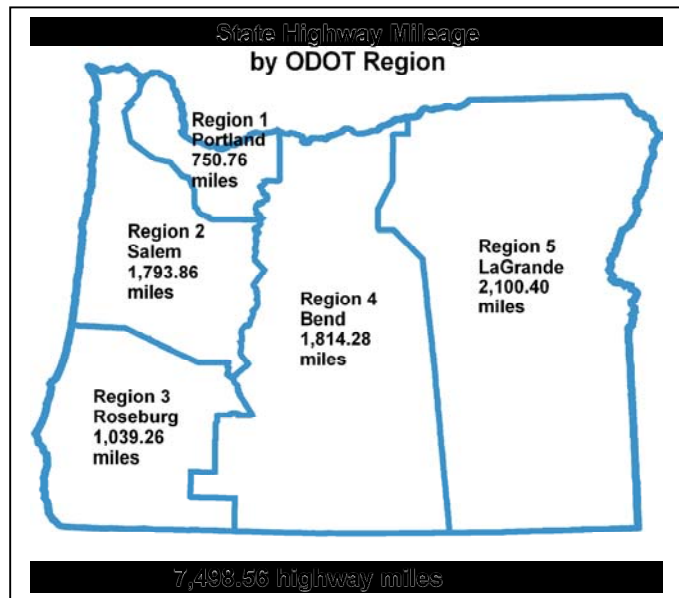 State Highway Mileage
by ODOT Region
Region 1
Portland
750.76
miles
Region 2
Salem
1,793.86
miles
Region 3
Roseburg
1,039.26
miles
Region 4
Bend
1,814.28
miles
Region 5
LaGrande
2,100.40
miles
7,498.56 highway miles